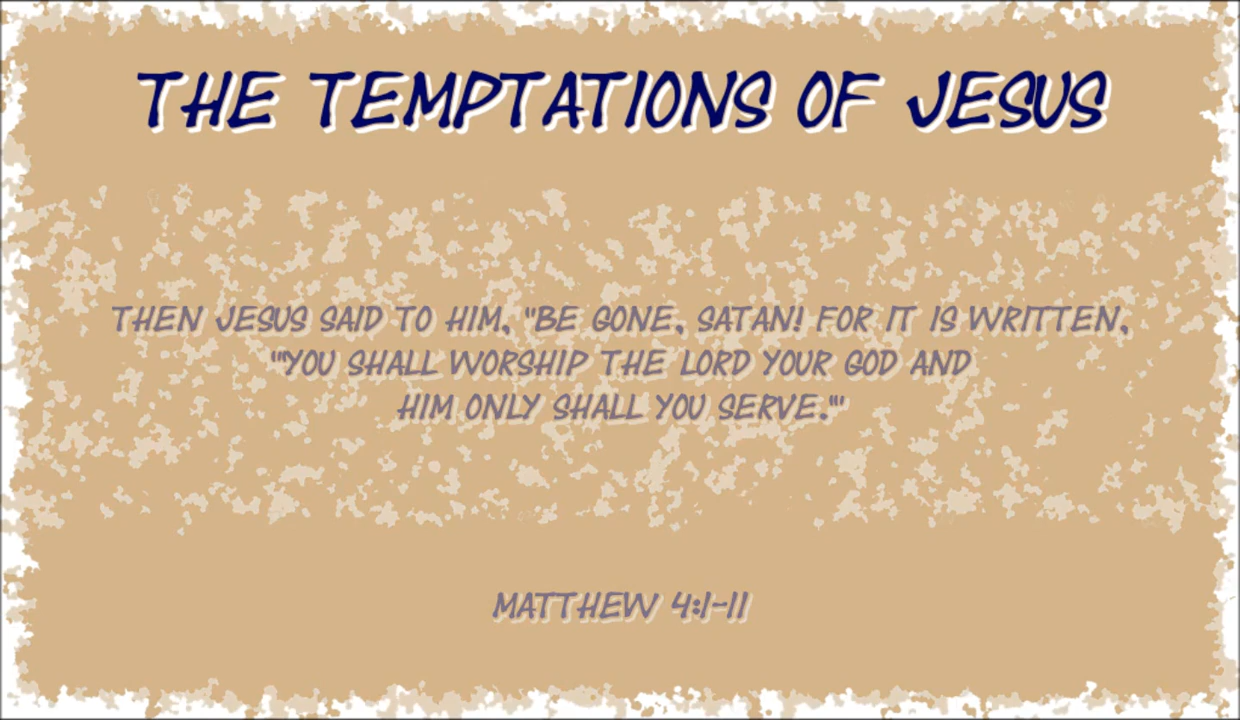 THE TEMPTATIONS OF JESUS
THEN JESUS SAID TO HIM, "BE GONE, SATAN! FOR IT IS WRITTEN,
"'YOU SHALL WORSHIP THE LORD YOUR GOD AND
HIM ONLY SHALL YOU SERVE.'"
MATTHEW 4:1-11